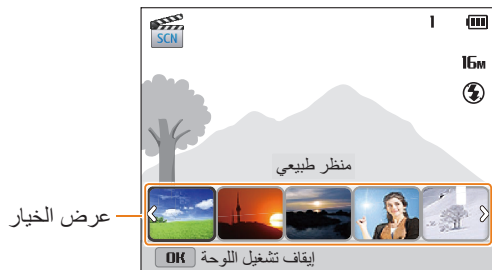 SCN
1
16M
منظر طبيعي
عرض الخيار
إيقاف تشغيل اللوحة OK